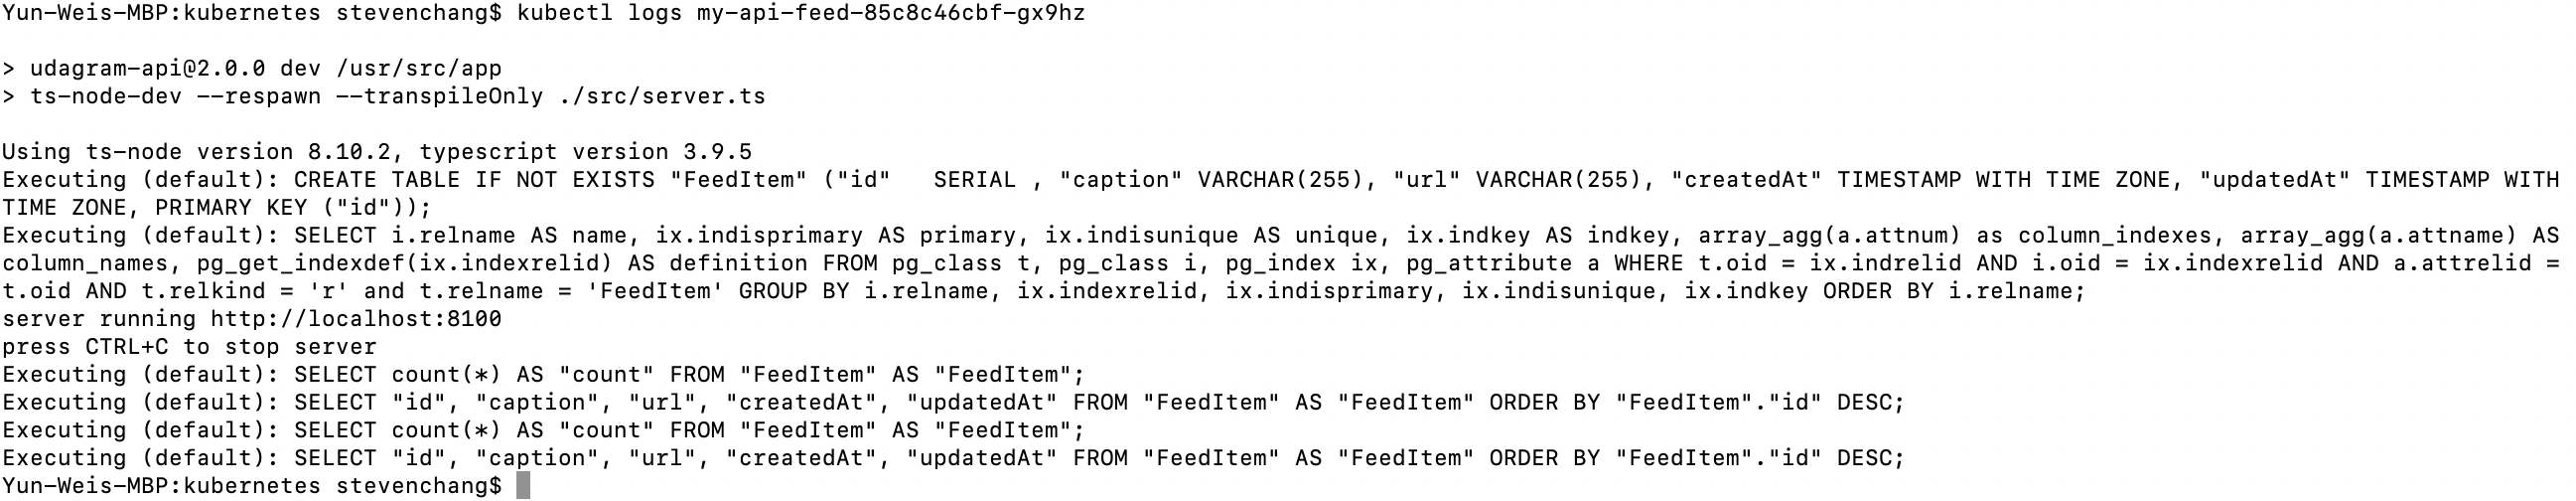 Yun-Weis-MBP:kubernetes stevenchang$ kubectl logs my-api-feed-85c8c46cbf-gx9hz
> udagram-api@2.0.0 dev /usr/src/app
> ts-node-dev --respawn --transpileOnly ./src/server.ts
Using ts-node version 8.10.2, typescript version 3.9.5
Executing (default): CREATE TABLE IF NOT EXISTS "FeedItem" ("id"   SERIAL , "caption" VARCHAR(255), "url" VARCHAR(255), "createdAt" TIMESTAMP WITH TIME ZONE, "updatedAt" TIMESTAMP WITH
TIME ZONE, PRIMARY KEY ("id"));
Executing (default): SELECT i.relname AS name, ix.indisprimary AS primary, ix.indisunique AS unique, ix.indkey AS indkey, array_agg(a.attnum) as column_indexes, array_agg(a.attname) AS
column_names, pg_get_indexdef(ix.indexrelid) AS definition FROM pg_class t, pg_class i, pg_index ix, pg_attribute a WHERE t.oid = ix.indrelid AND i.oid = ix.indexrelid AND a.attrelid =
t.oid AND t.relkind = 'r' and t.relname = 'FeedItem' GROUP BY i.relname, ix.indexrelid, ix.indisprimary, ix.indisunique, ix.indkey ORDER BY i.relname;
server running http://localhost:8100
press CTRL+C to stop server
Executing (default): SELECT count(*) AS "count" FROM "FeedItem" AS "FeedItem";
Executing (default): SELECT "id", "caption", "url", "createdAt", "updatedAt" FROM "FeedItem" AS "FeedItem" ORDER BY "FeedItem"."id" DESC;
Executing (default): SELECT count(*) AS "count" FROM "FeedItem" AS "FeedItem";
Executing (default): SELECT "id", "caption", "url", "createdAt", "updatedAt" FROM "FeedItem" AS "FeedItem" ORDER BY "FeedItem"."id" DESC;
Yun-Weis-MBP:kubernetes stevenchang$